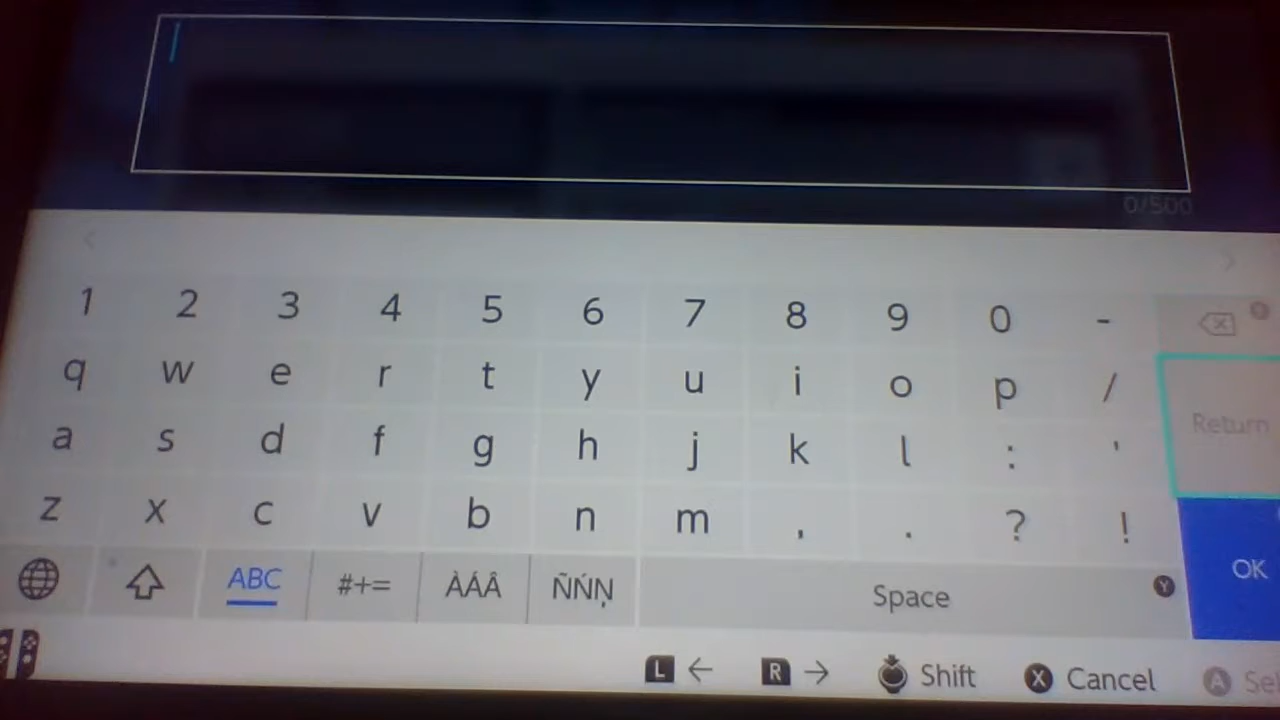 0/500
1 2 3 4 5 6 7 8 9 0 -
q w e r t y u i o p /
Return
a s d f g h j k l : '
z x c v b n m , . ? !
OK
ABC #+= ÀÁÂ ÑŃŅ Space Y
L ← R → Shift X Cancel A